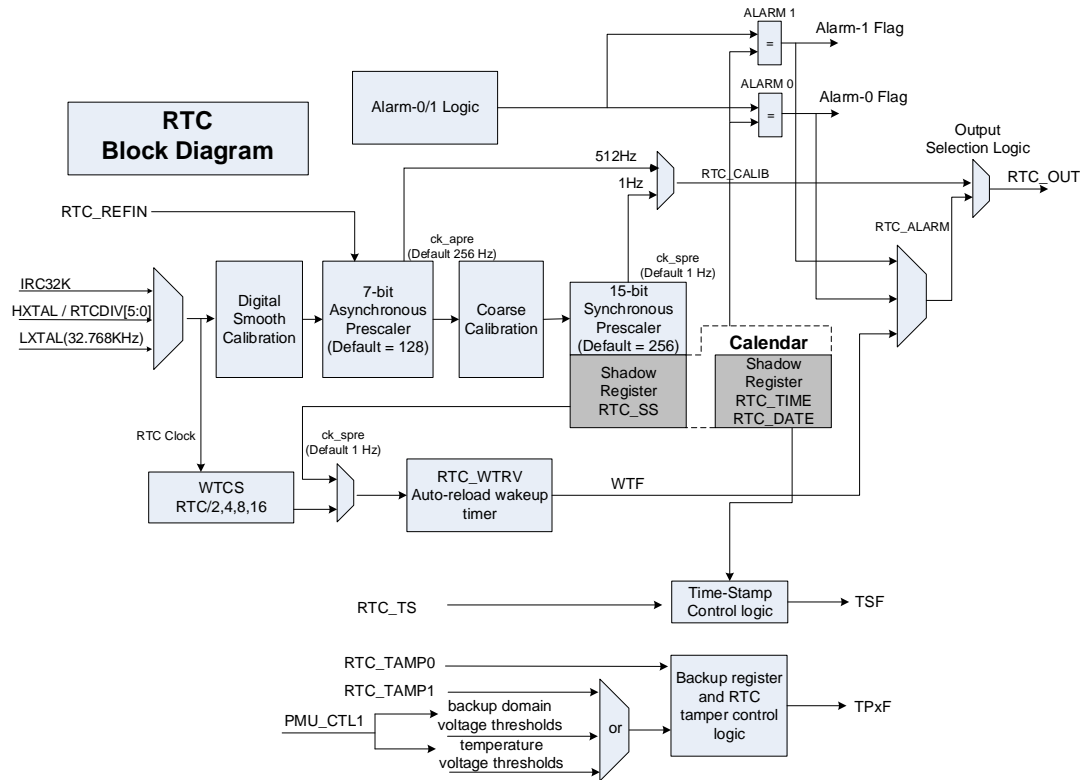 ALARM 1
Alarm-1 Flag
=
ALARM 0
Alarm-0/1 Logic
Alarm-0 Flag
=
RTC
Block Diagram
Output
Selection Logic
512Hz
RTC_CALIB
RTC_OUT
1Hz
RTC_REFIN
RTC_ALARM
ck_apre
(Default 256 Hz)
ck_spre
(Default 1 Hz)
IRC32K
HXTAL / RTCDIV[5:0]
LXTAL(32.768KHz)
Digital
Smooth
Calibration
7-bit
Asynchronous
Prescaler
(Default = 128)
Coarse
Calibration
15-bit
Synchronous
Prescaler
(Default = 256)
Calendar
Shadow
Register
RTC_SS
Shadow
Register
RTC_TIME
RTC_DATE
RTC Clock
ck_spre
(Default 1 Hz)
WTCS
RTC/2,4,8,16
RTC_WTRV
Auto-reload wakeup
timer
WTF
RTC_TS
Time-Stamp
Control logic
TSF
RTC_TAMP0
RTC_TAMP1
PMU_CTL1
backup domain
voltage thresholds
temperature
voltage thresholds
or
Backup register
and RTC
tamper control
logic
TPxF